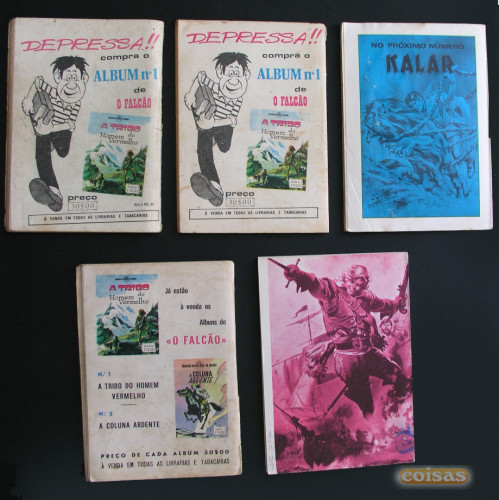 DEPRESSA!!
compra o
ALBUM nº1
de
O FALCÃO
A TRIBO
do
Homem
Vermelho
preço
30$00
À VENDA EM TODAS AS LIVRARIAS E TABACARIAS
DEPRESSA!!
compra o
ALBUM nº1
de
O FALCÃO
A TRIBO
do
Homem
Vermelho
preço
30$00
À VENDA EM TODAS AS LIVRARIAS E TABACARIAS
NO PRÓXIMO NÚMERO
KALAR
A TRIBO
do
Homem
Vermelho
Já estão
à venda os
Albuns de
«O FALCÃO»
N.º 1
A TRIBO DO HOMEM
VERMELHO
N.º 2
A COLUNA ARDENTE
A COLUNA
ARDENTE
PREÇO DE CADA ALBUM 30$00
À VENDA EM TODAS AS LIVRARIAS E TABACARIAS
coisas